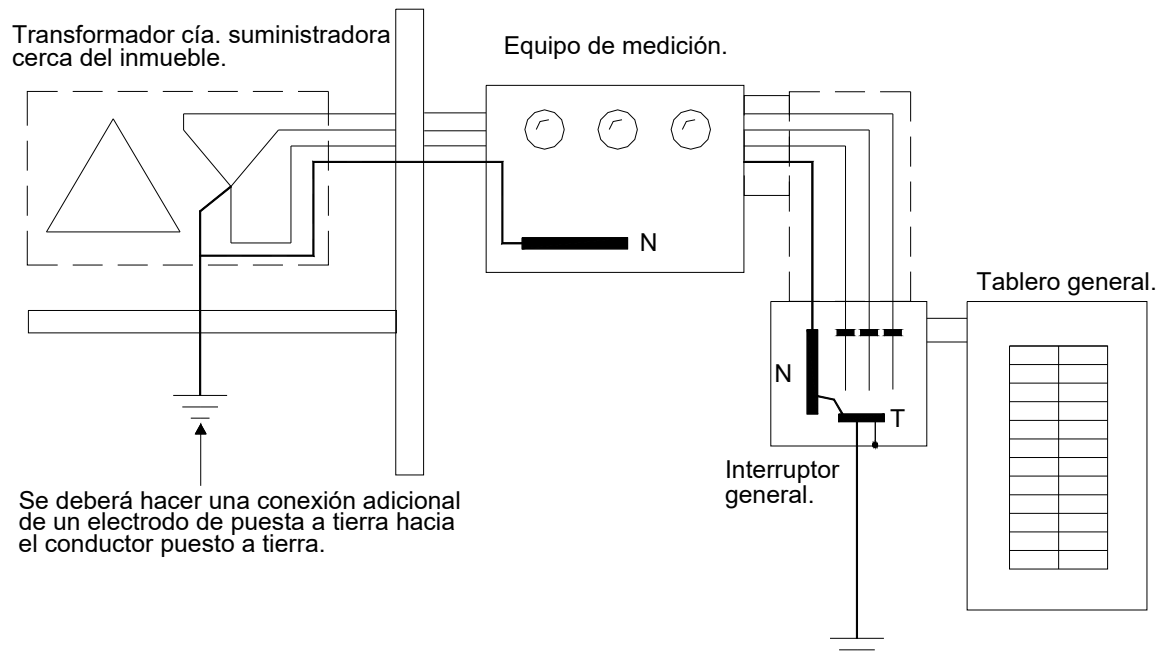 Transformador cía. suministradora
cerca del inmueble.
Equipo de medición.
N
Tablero general.
N
T
Interruptor
general.
Se deberá hacer una conexión adicional
de un electrodo de puesta a tierra hacia
el conductor puesto a tierra.